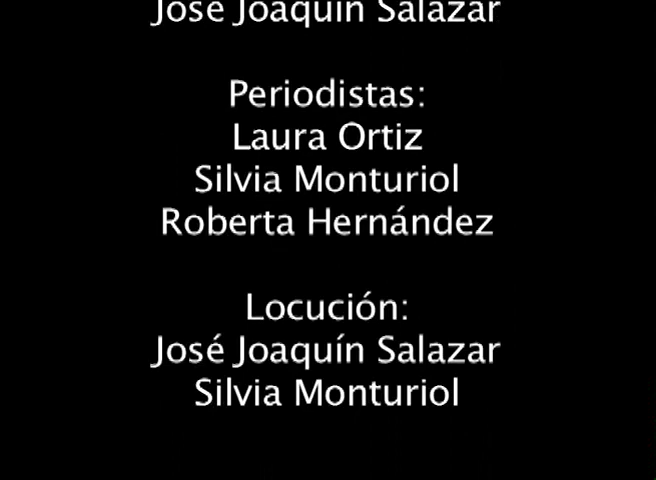 José Joaquín Salazar
Periodistas:
Laura Ortiz
Silvia Monturiol
Roberta Hernández
Locución:
José Joaquín Salazar
Silvia Monturiol